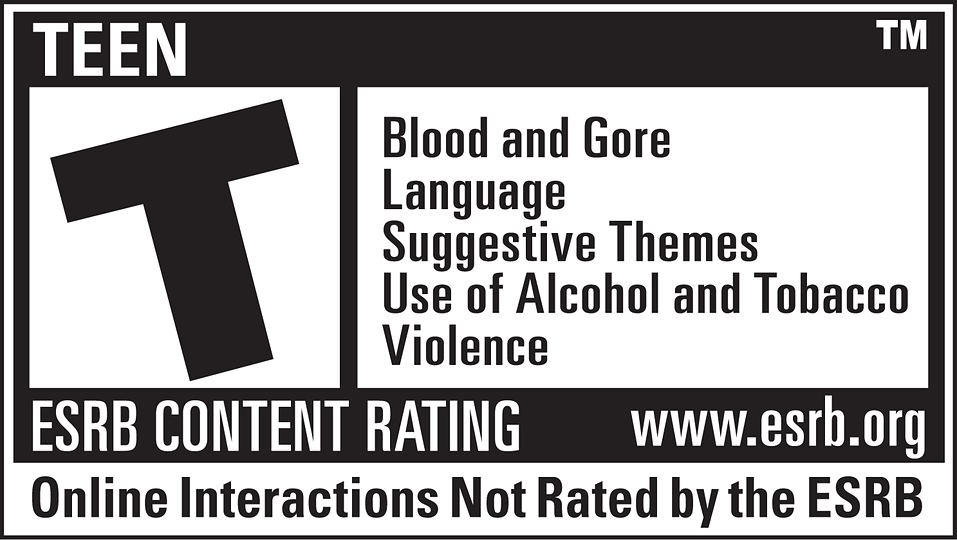 TEEN
TM
T
Blood and Gore
Language
Suggestive Themes
Use of Alcohol and Tobacco
Violence
ESRB CONTENT RATING
www.esrb.org
Online Interactions Not Rated by the ESRB